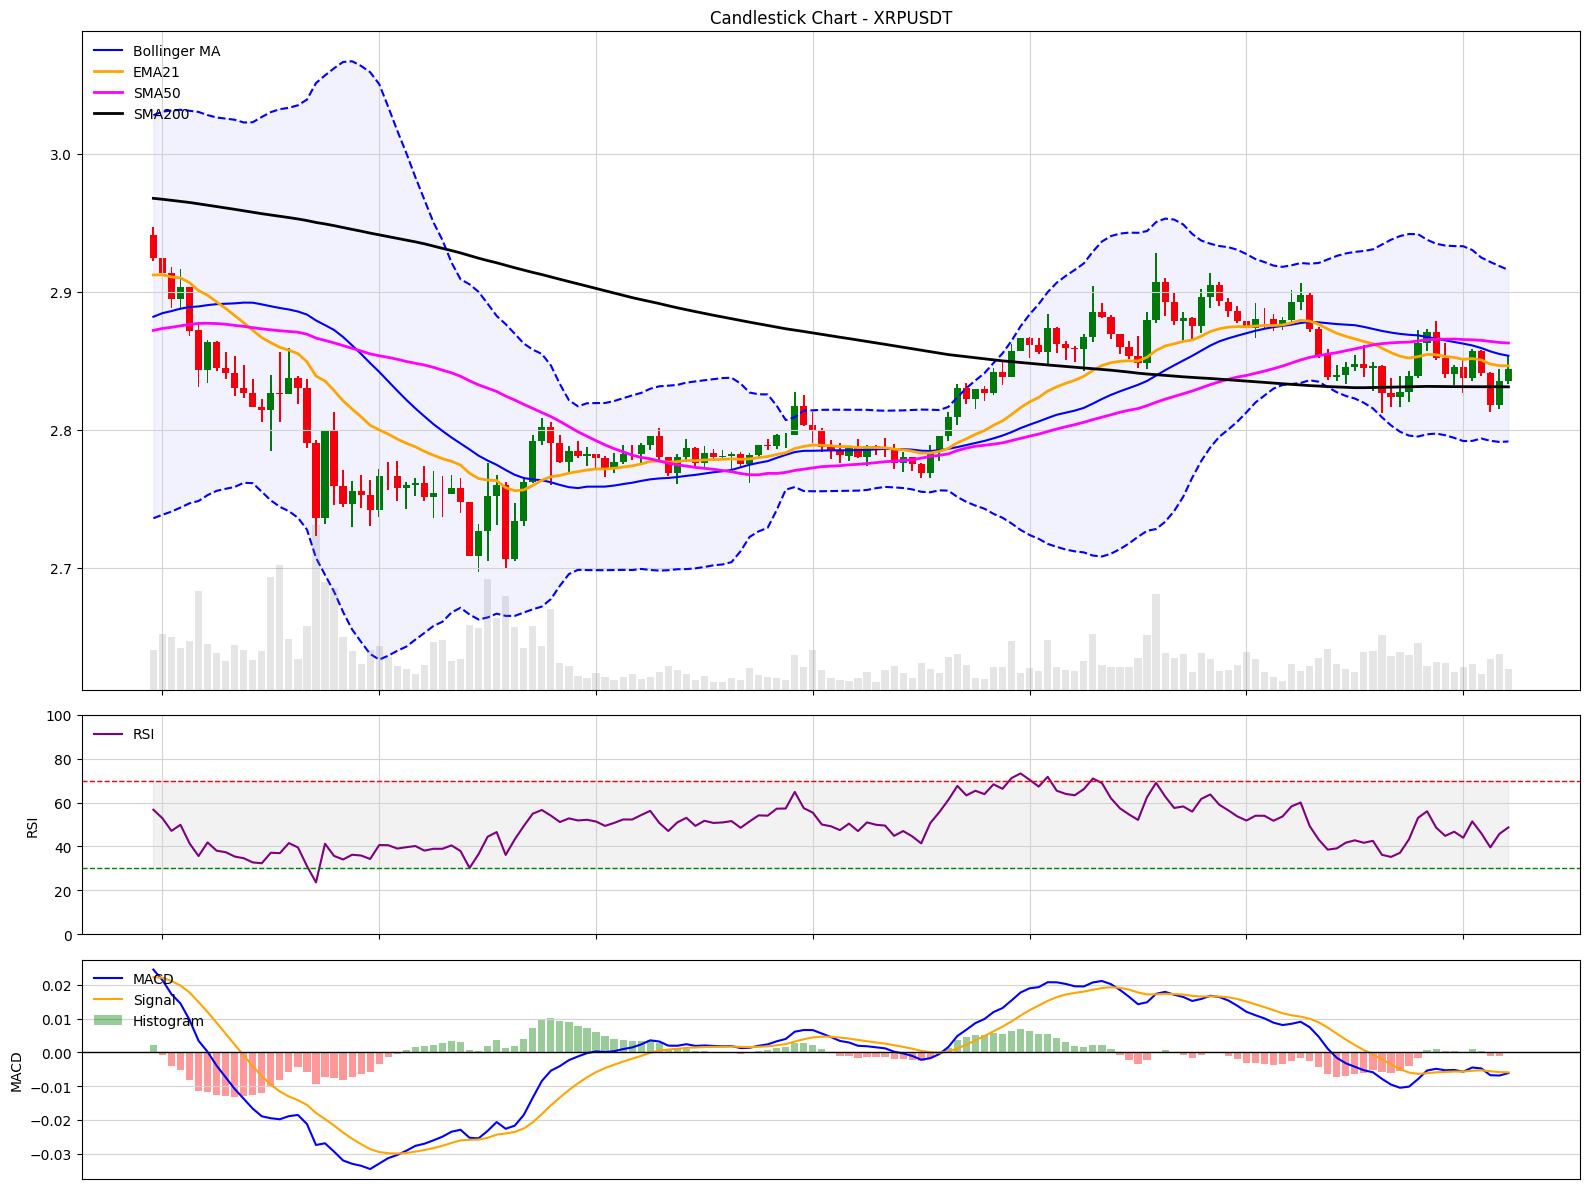 Candlestick Chart - XRPUSDT
Bollinger MA
EMA21
SMA50
SMA200
3.0
2.9
2.8
2.7
100
80
60
40
20
0
RSI
RSI
MACD
Signal
Histogram
0.02
0.01
0.00
−0.01
−0.02
−0.03
MACD